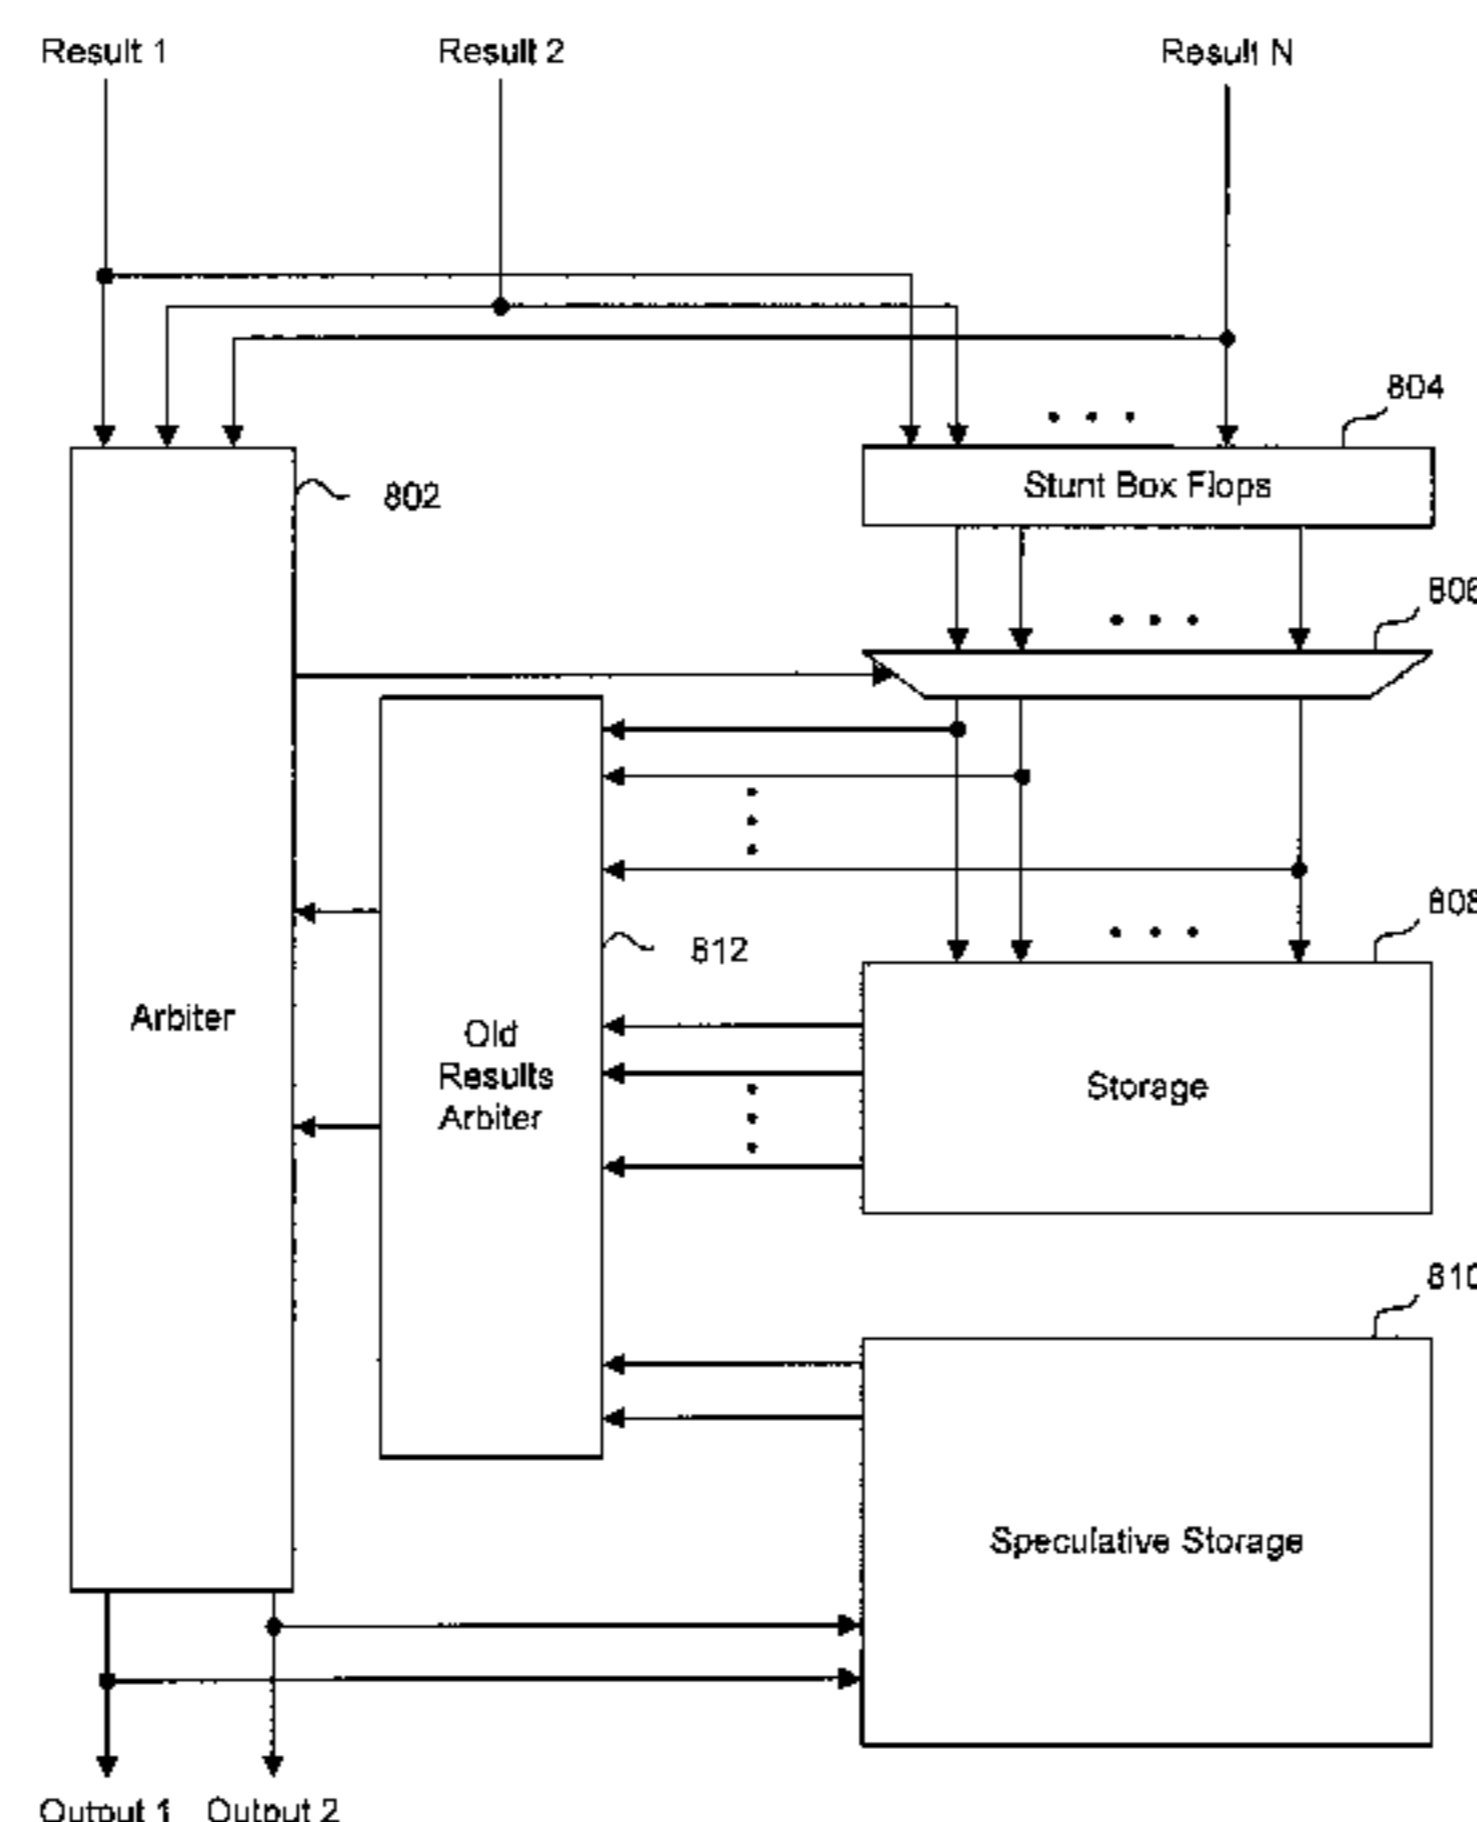 Result 1 Result 2 Result N
804
Stunt Box Flops
802
806
808
812
Arbiter
Old
Results
Arbiter
Storage
810
Speculative Storage
Output 1 Output 2